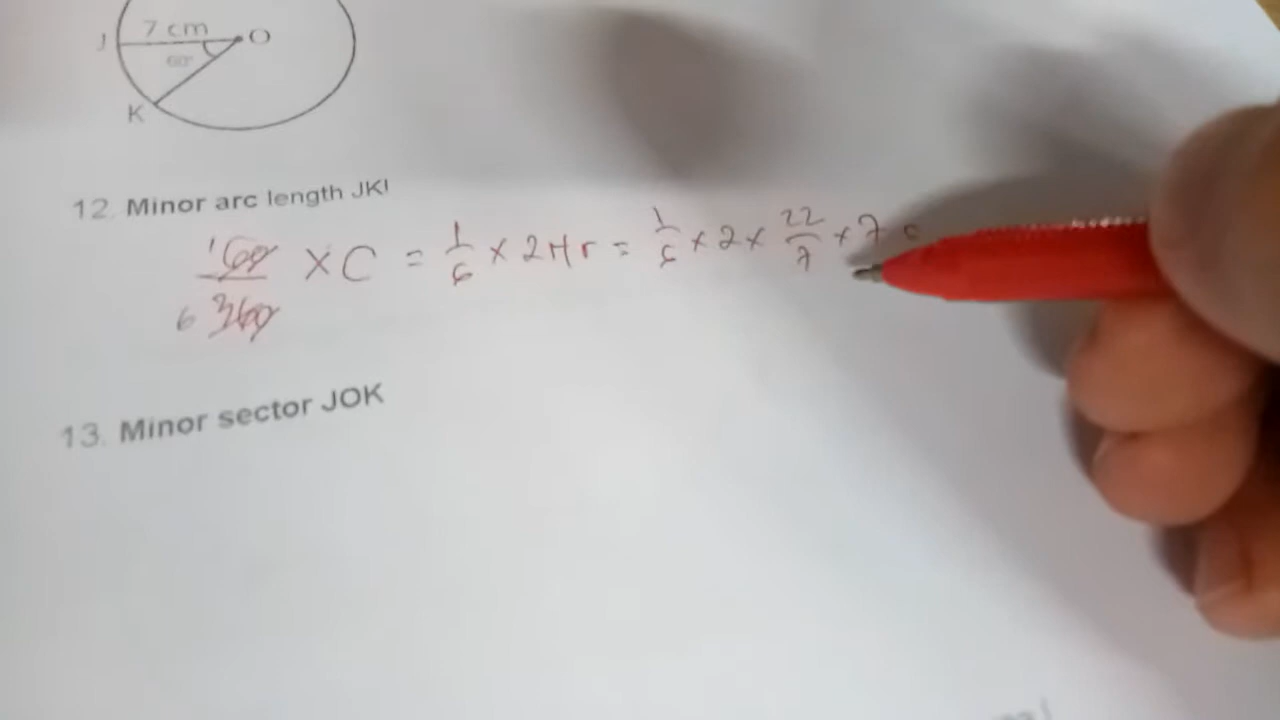 J 7 cm O
60°
K
12. Minor arc length JKl
1 60/6 360 × C = 1/6 × 2πr = 1/6 × 2 × 22/7 × 7 c
13. Minor sector JOK